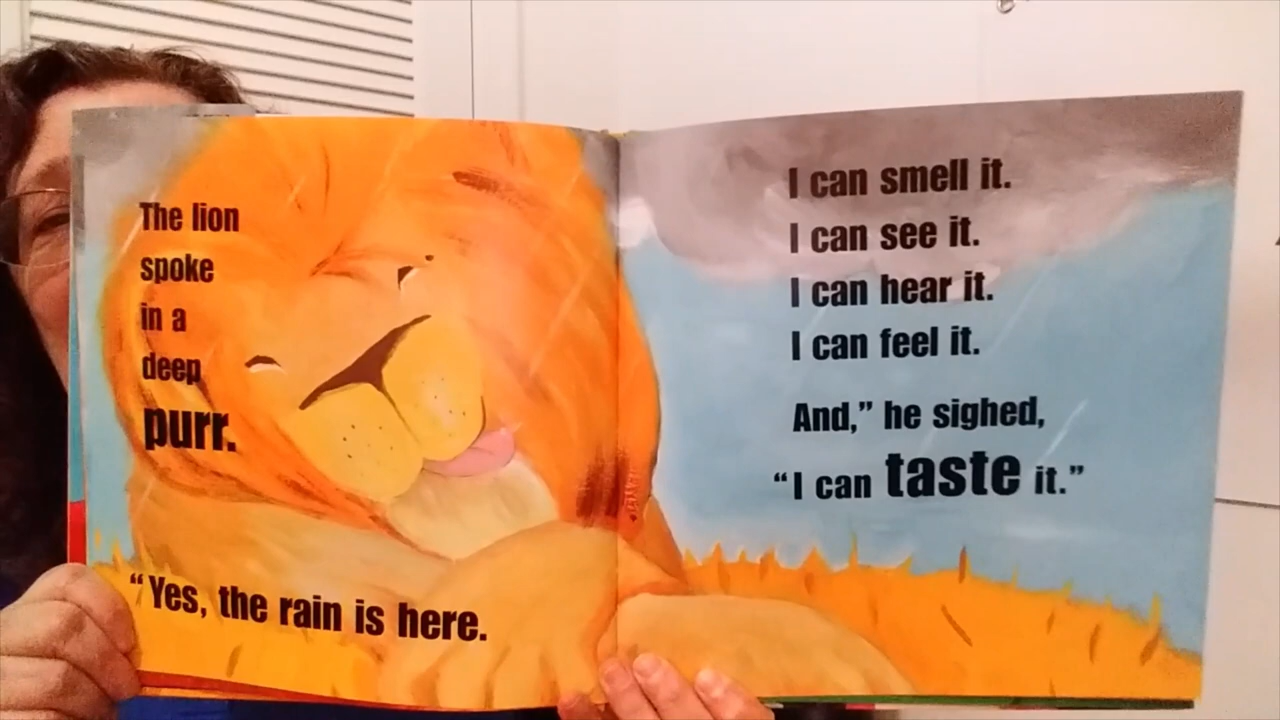 The lion
spoke
in a
deep
purr.
“Yes, the rain is here.
I can smell it.
I can see it.
I can hear it.
I can feel it.
And,” he sighed,
“I can taste it.”